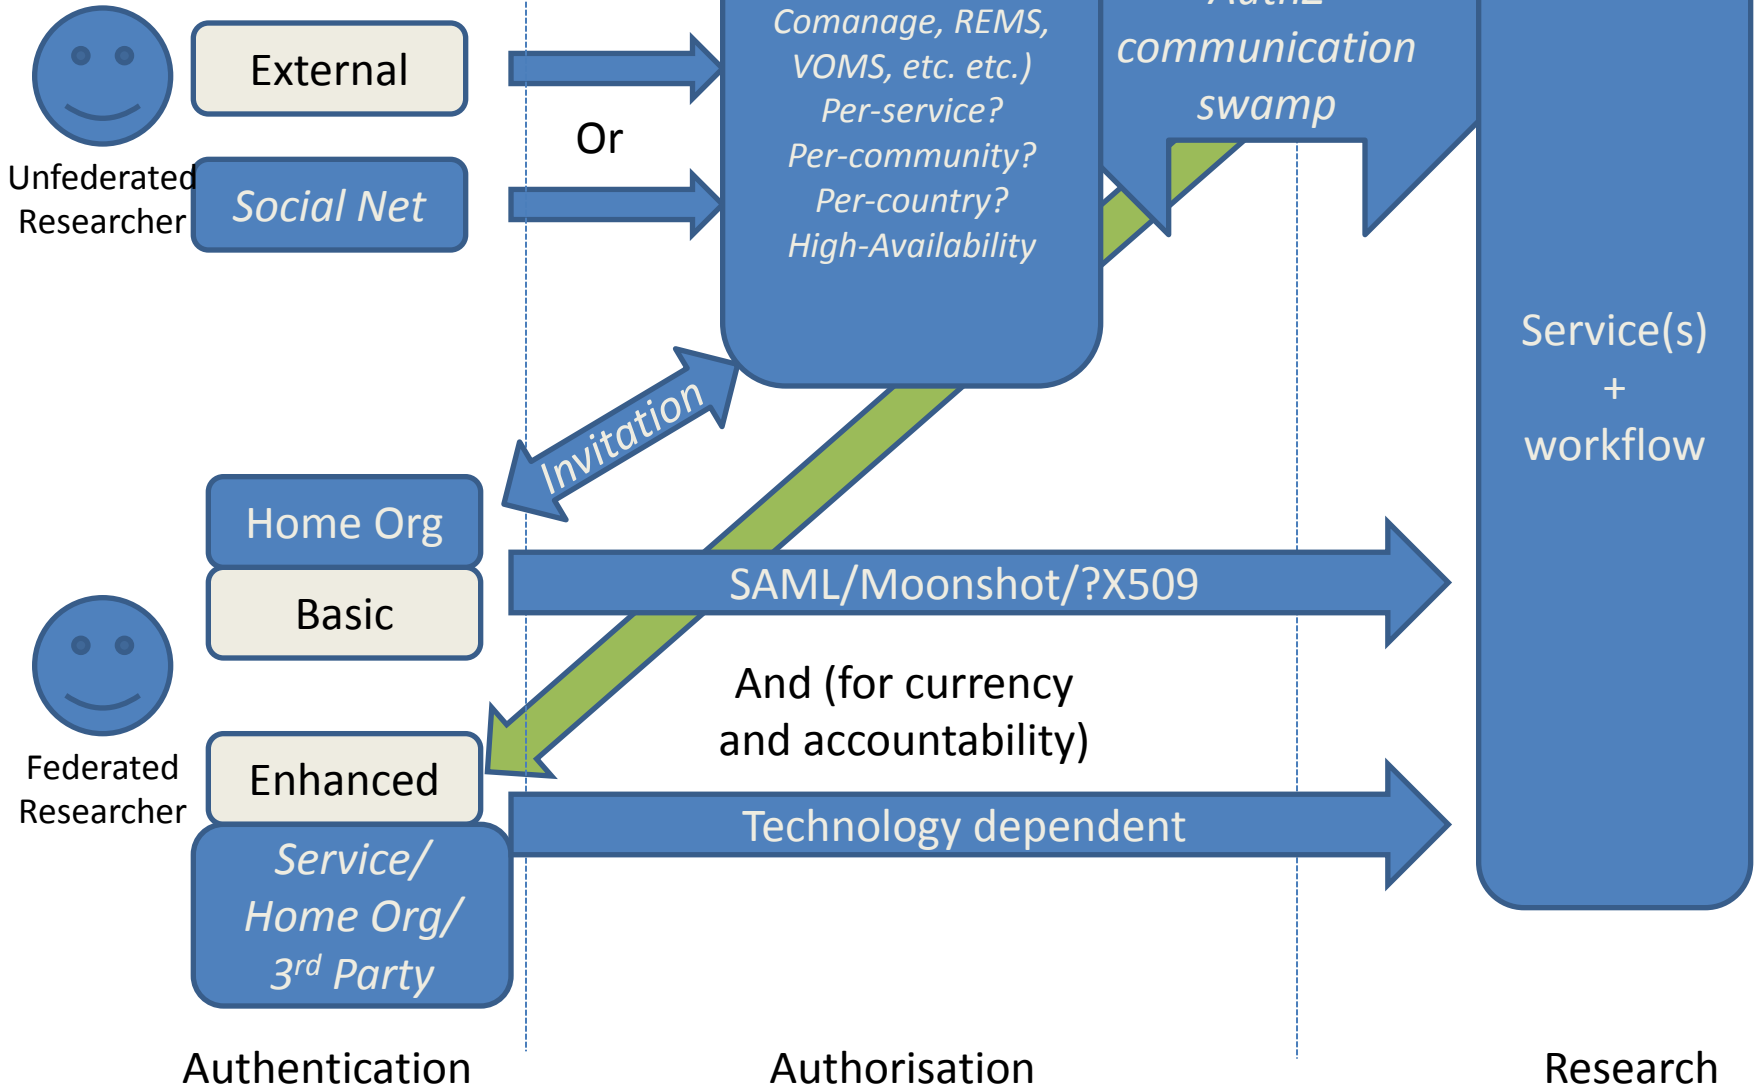 Comanage, REMS,
VOMS, etc. etc.)
Per-service?
Per-community?
Per-country?
High-Availability
communication
swamp
External
Or
Unfederated
Researcher
Social Net
Service(s)
+
workflow
Invitation
Home Org
Basic
SAML/Moonshot/?X509
And (for currency
and accountability)
Federated
Researcher
Enhanced
Technology dependent
Service/
Home Org/
3rd Party
Authentication
Authorisation
Research